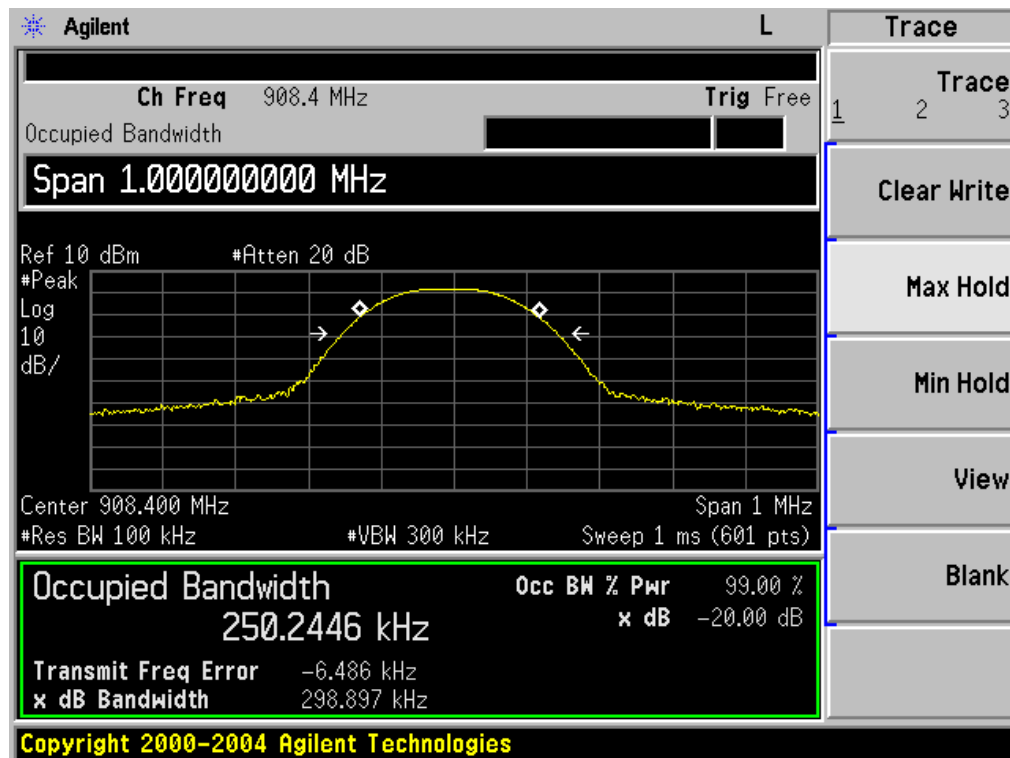 Agilent L Trace
Ch Freq 908.4 MHz Trig Free
Occupied Bandwidth
Span 1.000000000 MHz
Ref 10 dBm #Atten 20 dB
#Peak
Log
10
dB/
Center 908.400 MHz Span 1 MHz
#Res BW 100 kHz #VBW 300 kHz Sweep 1 ms (601 pts)
Occupied Bandwidth Occ BW % Pwr 99.00 %
250.2446 kHz x dB -20.00 dB
Transmit Freq Error -6.486 kHz
x dB Bandwidth 298.897 kHz
Copyright 2000-2004 Agilent Technologies
Trace
1 2 3
Clear Write
Max Hold
Min Hold
View
Blank